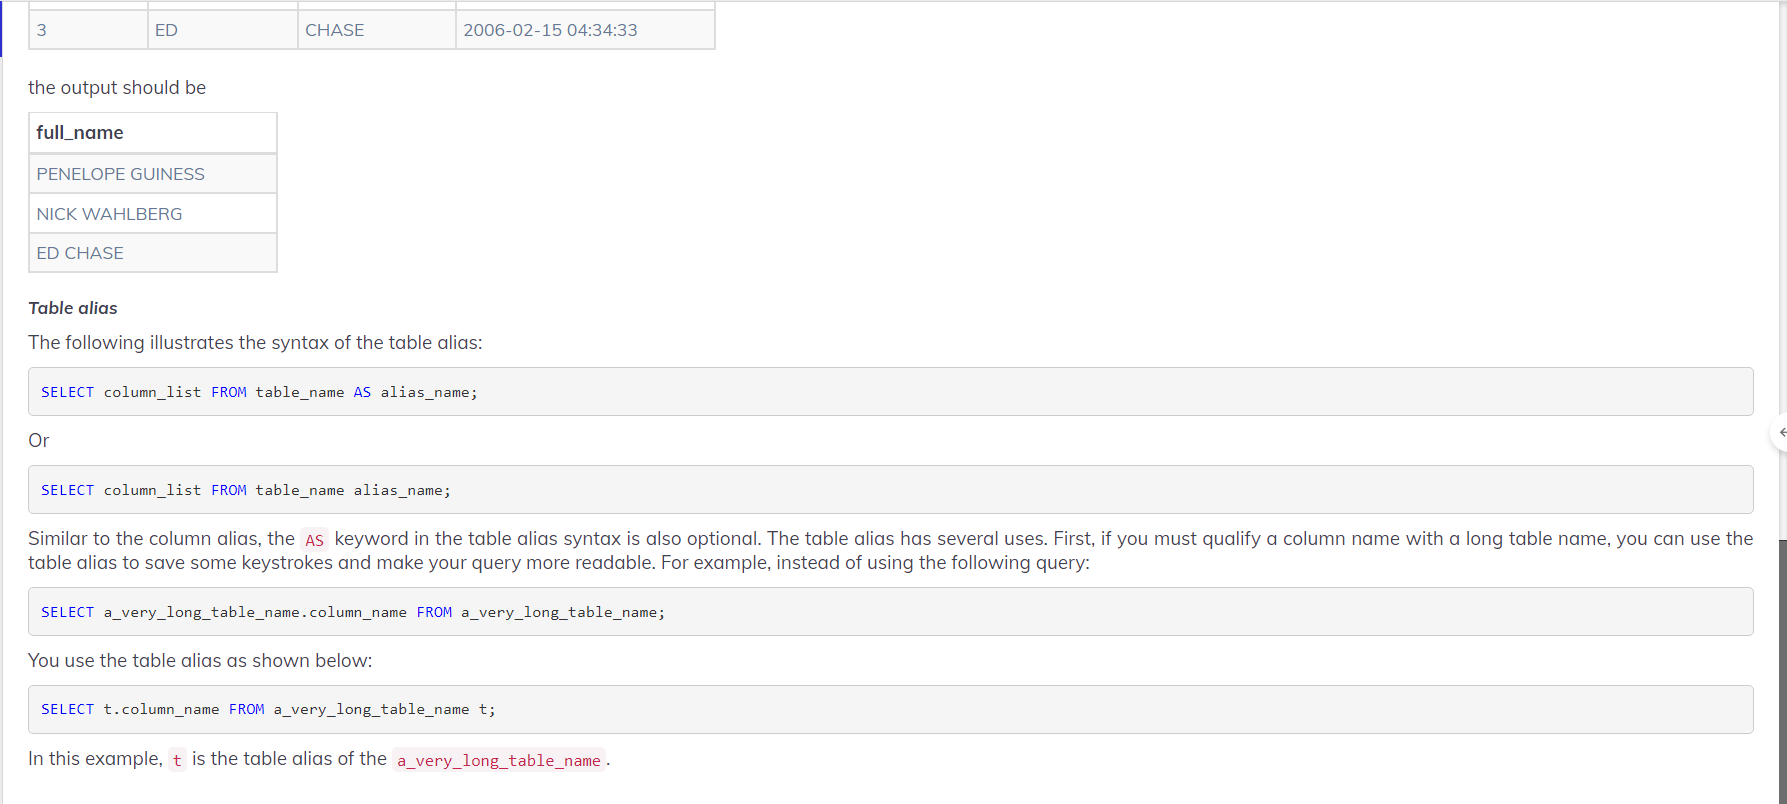 3 ED CHASE 2006-02-15 04:34:33
the output should be
full_name
PENELOPE GUINESS
NICK WAHLBERG
ED CHASE
Table alias
The following illustrates the syntax of the table alias:
SELECT column_list FROM table_name AS alias_name;
Or
SELECT column_list FROM table_name alias_name;
Similar to the column alias, the AS keyword in the table alias syntax is also optional. The table alias has several uses. First, if you must qualify a column name with a long table name, you can use the
table alias to save some keystrokes and make your query more readable. For example, instead of using the following query:
SELECT a_very_long_table_name.column_name FROM a_very_long_table_name;
You use the table alias as shown below:
SELECT t.column_name FROM a_very_long_table_name t;
In this example, t is the table alias of the a_very_long_table_name.